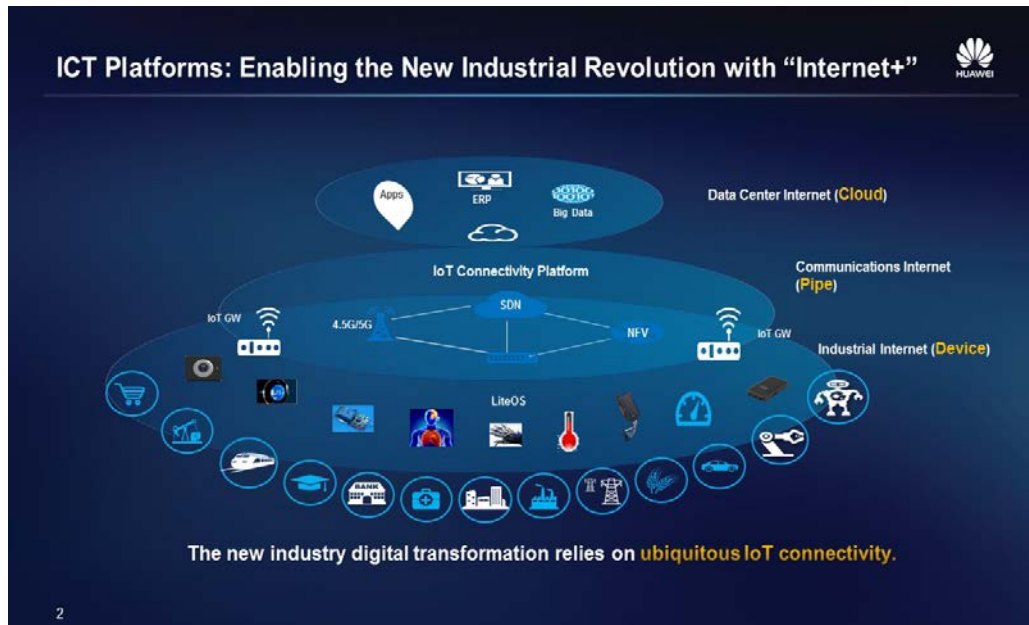 ICT Platforms: Enabling the New Industrial Revolution with “Internet+”
HUAWEI
Apps
ERP
Big Data
Data Center Internet (Cloud)
IoT Connectivity Platform
Communications Internet
(Pipe)
SDN
IoT GW
4.5G/5G
NFV
IoT GW
Industrial Internet (Device)
LiteOS
BANK
The new industry digital transformation relies on ubiquitous IoT connectivity.
2